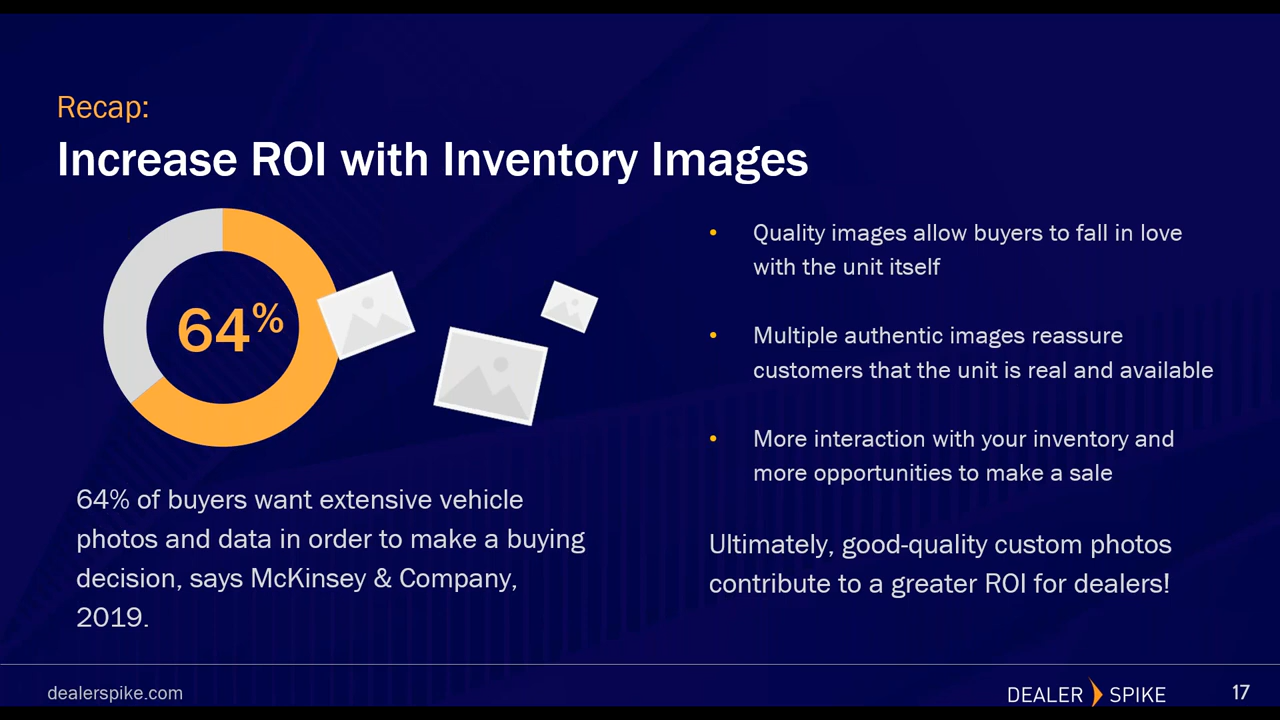 Recap:
Increase ROI with Inventory Images
64%
64% of buyers want extensive vehicle
photos and data in order to make a buying
decision, says McKinsey & Company,
2019.
• Quality images allow buyers to fall in love
with the unit itself
• Multiple authentic images reassure
customers that the unit is real and available
• More interaction with your inventory and
more opportunities to make a sale
Ultimately, good-quality custom photos
contribute to a greater ROI for dealers!
dealerspike.com
DEALER SPIKE
17